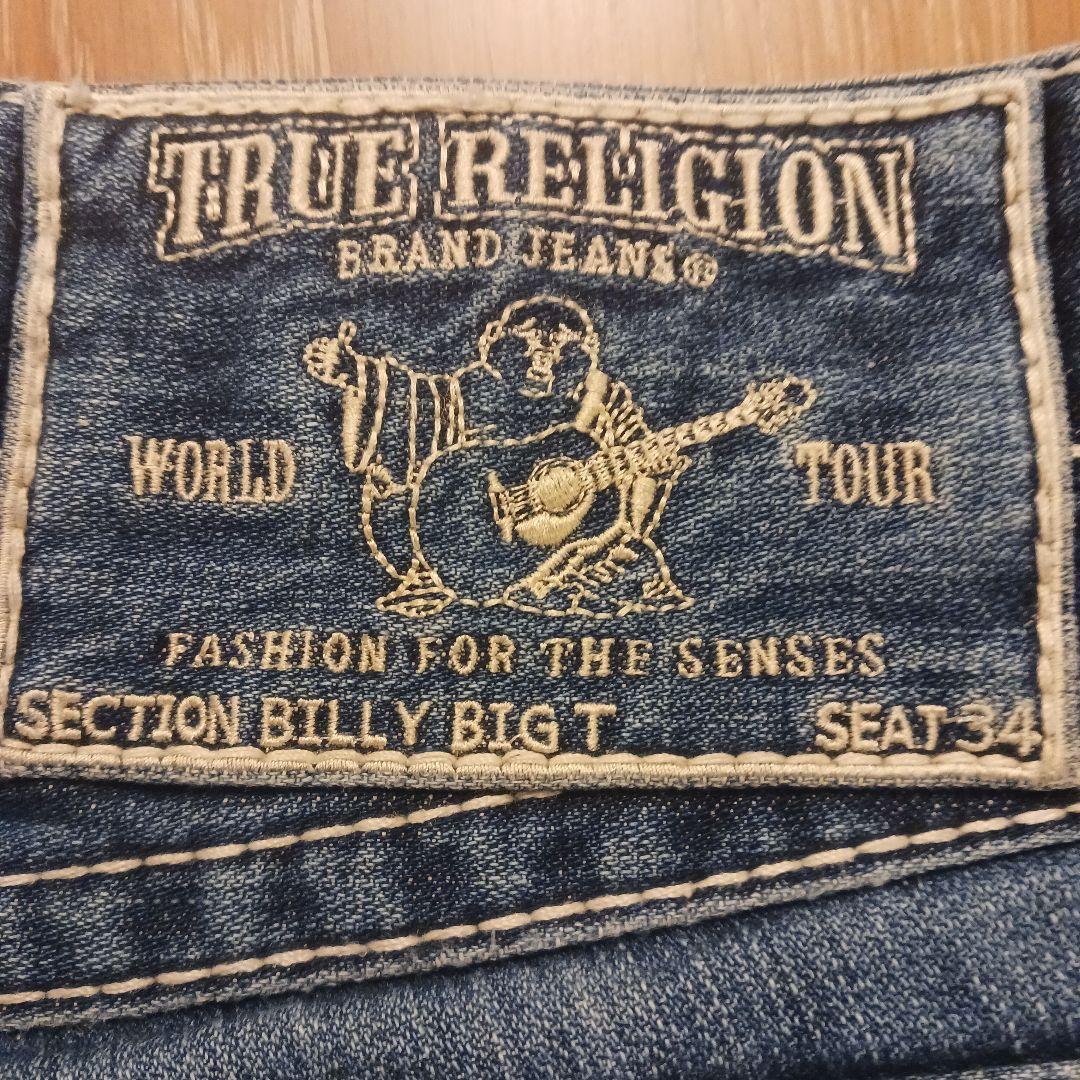 TRUE RELIGION
BRAND JEANS®
WORLD TOUR
FASHION FOR THE SENSES
SECTION BILLY BIG T SEAT 34